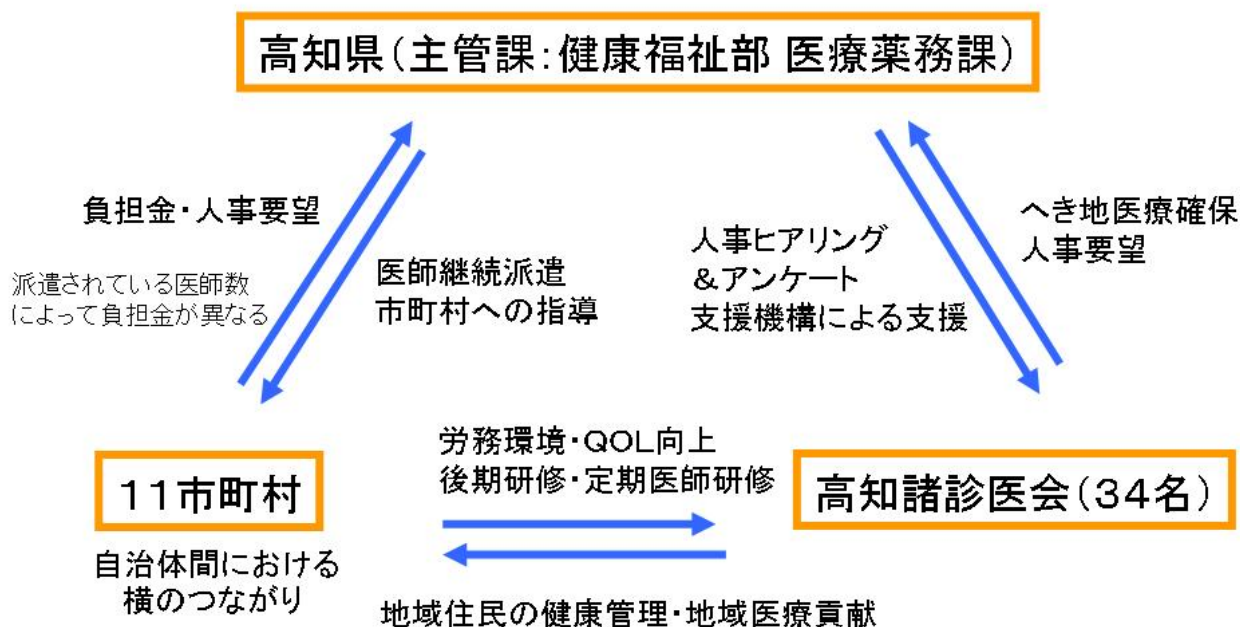 高知県(主管課:健康福祉部 医療薬務課)
負担金・人事要望
派遣されている医師数
によって負担金が異なる
医師継続派遣
市町村への指導
人事ヒアリング
&アンケート
支援機構による支援
へき地医療確保
人事要望
11市町村
自治体間における
横のつながり
労務環境・QOL向上
後期研修・定期医師研修
高知諸診医会(34名)
地域住民の健康管理・地域医療貢献